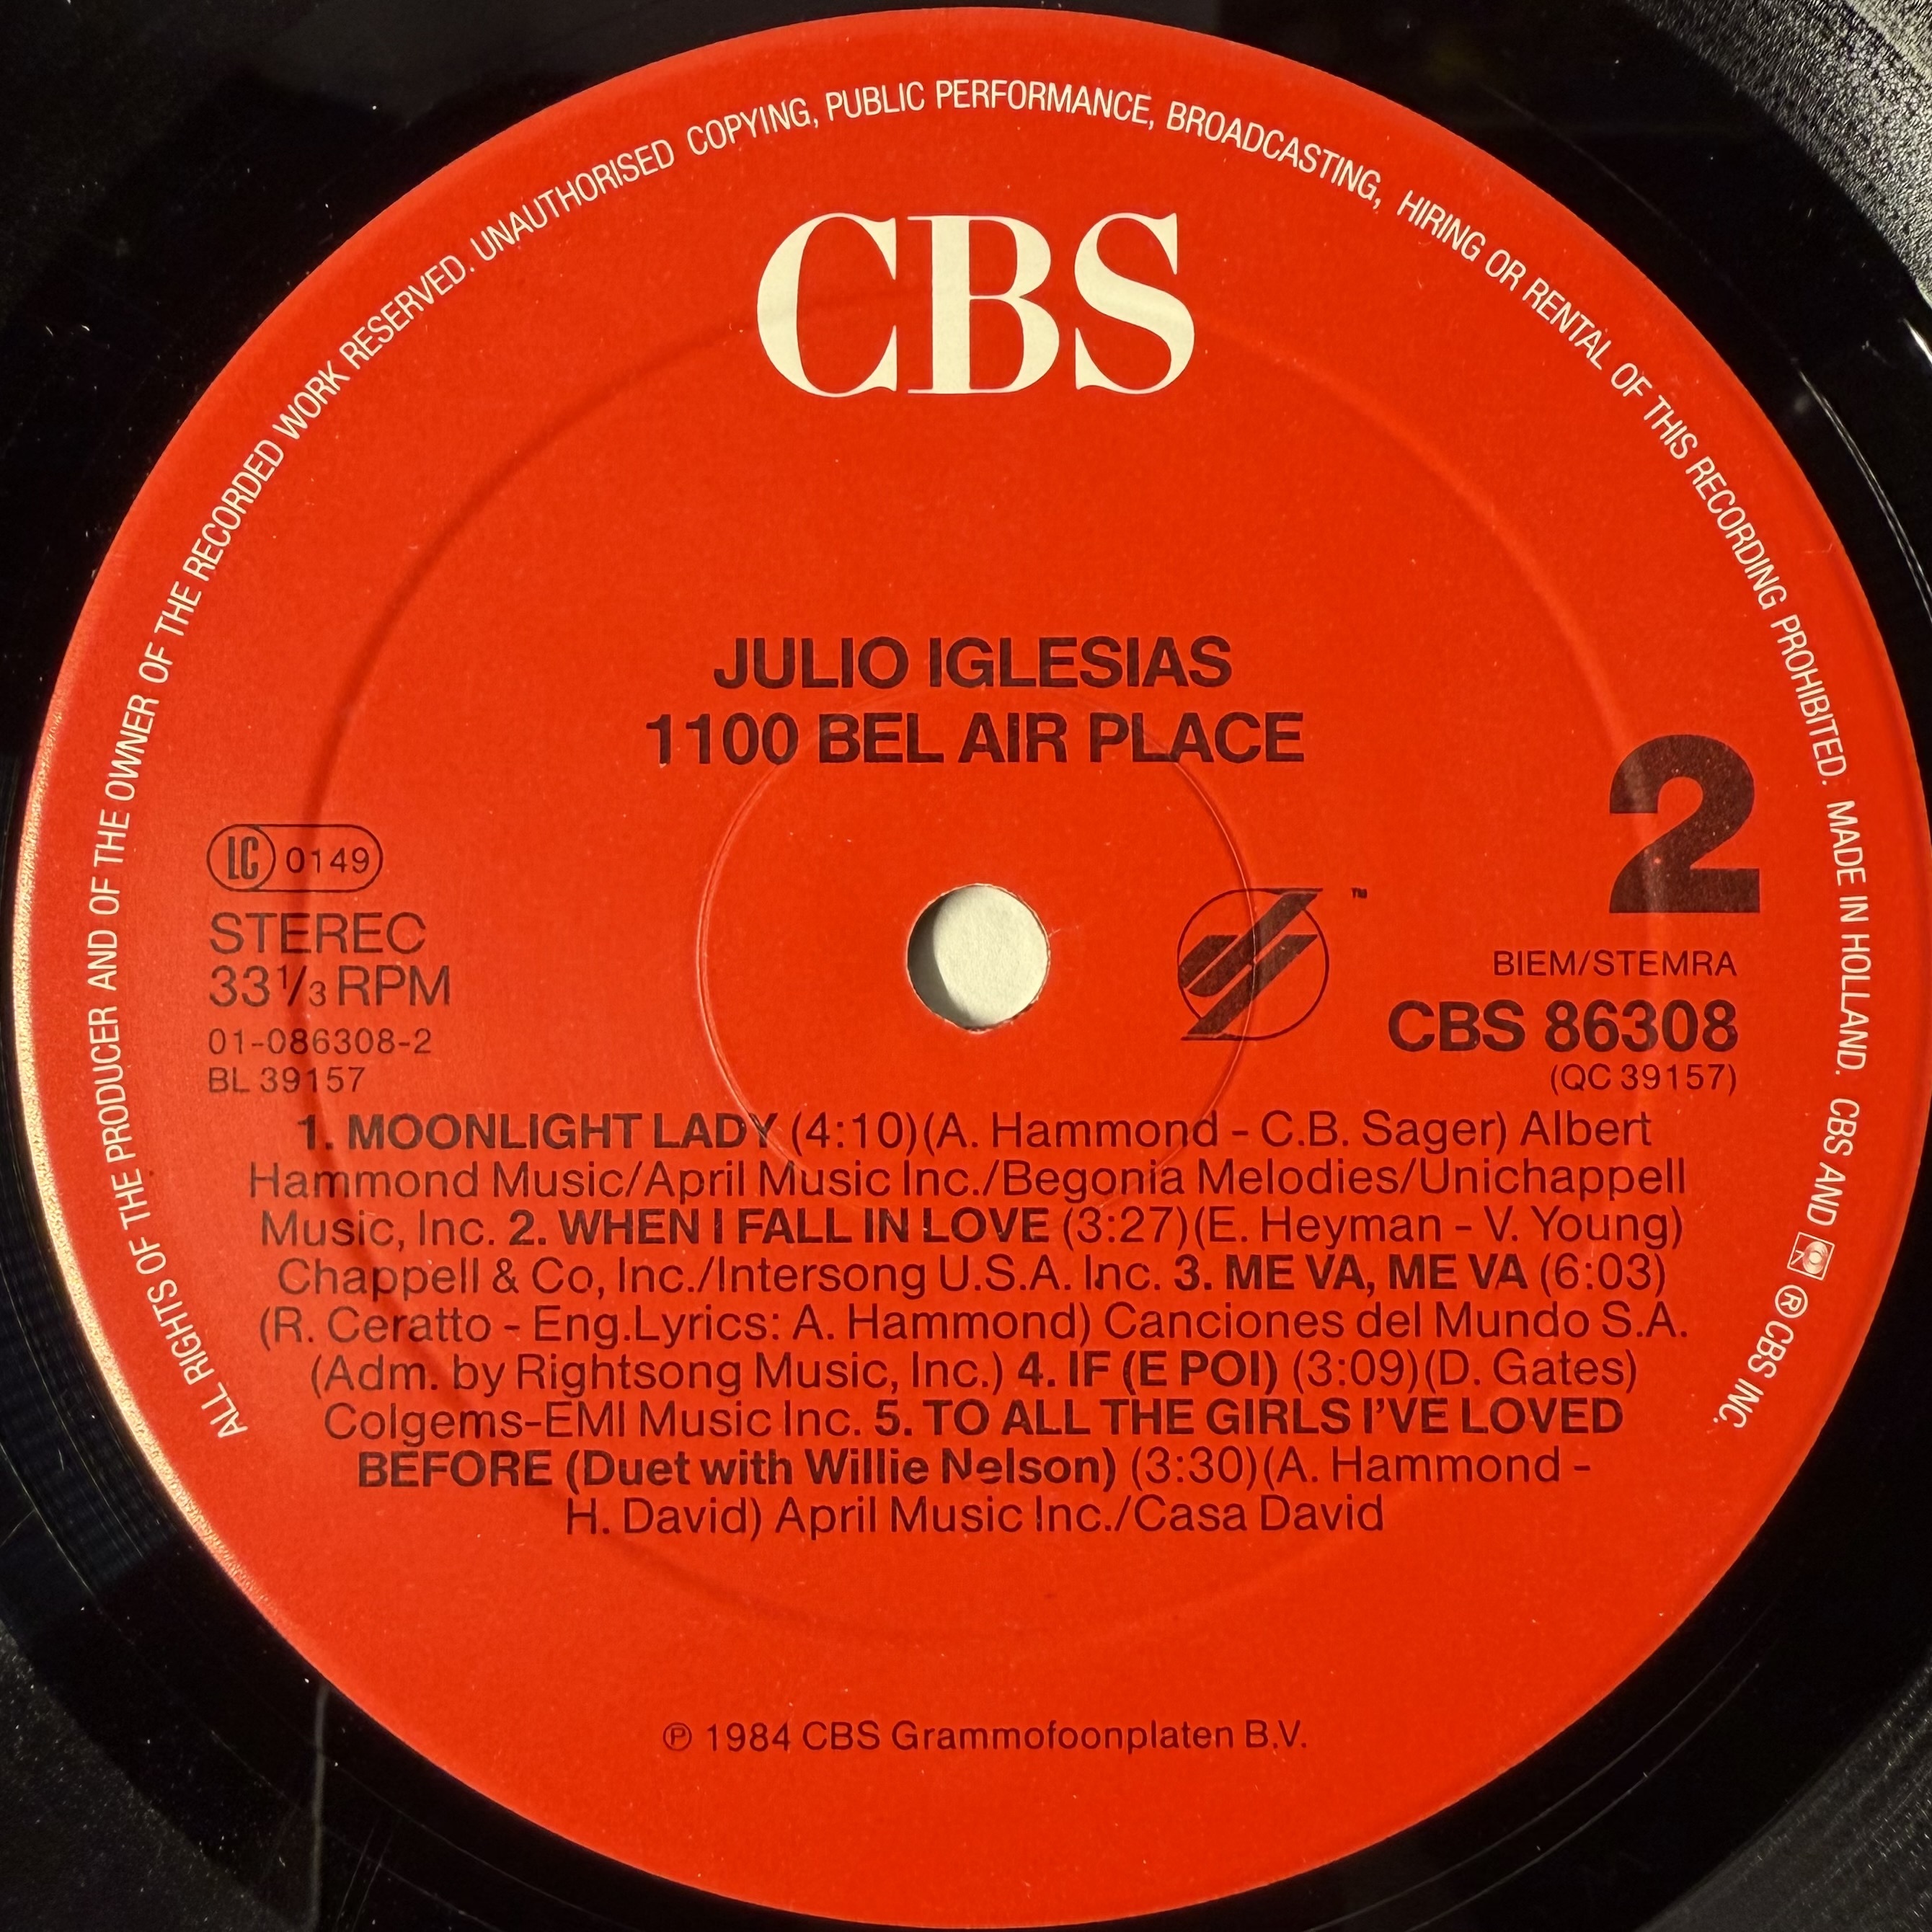 ALL RIGHTS OF THE PRODUCER AND OF THE OWNER OF THE RECORDED WORK RESERVED. UNAUTHORISED COPYING, PUBLIC PERFORMANCE, BROADCASTING, HIRING OR RENTAL OF THIS RECORDING PROHIBITED. MADE IN HOLLAND. CBS AND ® CBS INC.
CBS
JULIO IGLESIAS
1100 BEL AIR PLACE
2
LC 0149
STEREC
33 1/3 RPM
01-086308-2
BL 39157
™
BIEM/STEMRA
CBS 86308
(QC 39157)
1. MOONLIGHT LADY (4:10)(A. Hammond - C.B. Sager) Albert
Hammond Music/April Music Inc./Begonia Melodies/Unichappell
Music, Inc. 2. WHEN I FALL IN LOVE (3:27)(E. Heyman - V. Young)
Chappell & Co, Inc./Intersong U.S.A. Inc. 3. ME VA, ME VA (6:03)
(R. Ceratto - Eng.Lyrics: A. Hammond) Canciones del Mundo S.A.
(Adm. by Rightsong Music, Inc.) 4. IF (E POI) (3:09)(D. Gates)
Colgems-EMI Music Inc. 5. TO ALL THE GIRLS I'VE LOVED
BEFORE (Duet with Willie Nelson) (3:30)(A. Hammond -
H. David) April Music Inc./Casa David
℗ 1984 CBS Grammofoonplaten B.V.